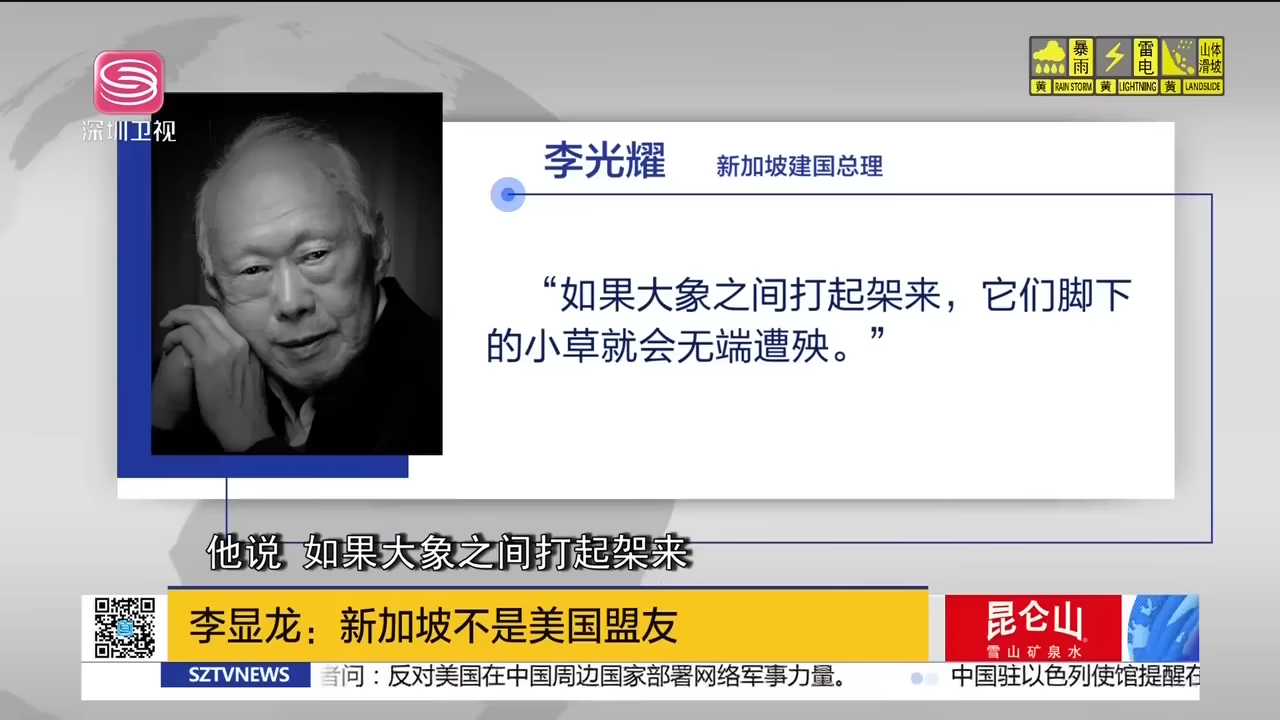 深圳卫视
暴雨
雷电
山体滑坡
黄 RAIN STORM 黄 LIGHTNING 黄 LANDSLIDE
李光耀 新加坡建国总理
“如果大象之间打起架来，它们脚下
的小草就会无端遭殃。”
他说 如果大象之间打起架来
李显龙：新加坡不是美国盟友
昆仑山
雪山矿泉水
SZTVNEWS 者问：反对美国在中国周边国家部署网络军事力量。 中国驻以色列使馆提醒在